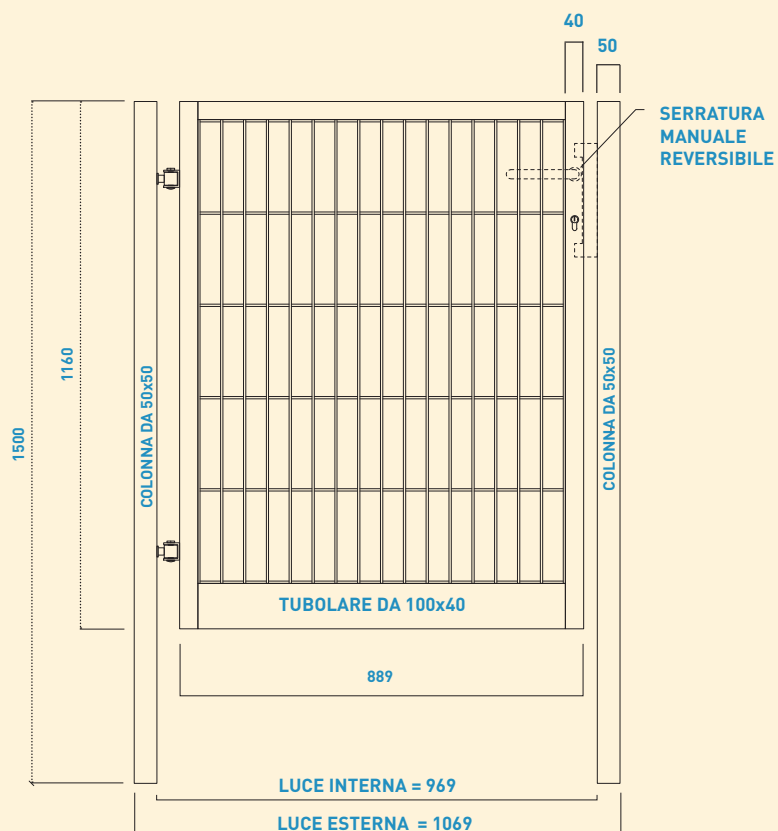 40
50
SERRATURA
MANUALE
REVERSIBILE
1160
1500
COLONNA DA 50x50
COLONNA DA 50x50
TUBOLARE DA 100x40
889
LUCE INTERNA = 969
LUCE ESTERNA = 1069